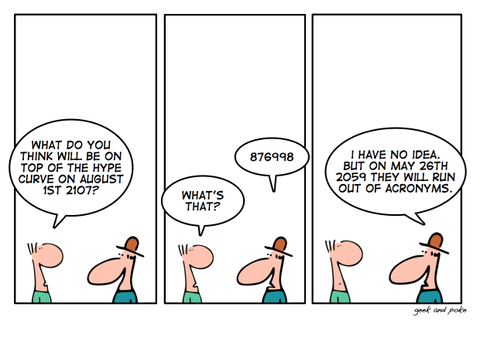 WHAT DO YOU
THINK WILL BE ON
TOP OF THE HYPE
CURVE ON AUGUST
1ST 2107?
876998
WHAT'S
THAT?
I HAVE NO IDEA.
BUT ON MAY 26TH
2059 THEY WILL RUN
OUT OF ACRONYMS.
geek and poke